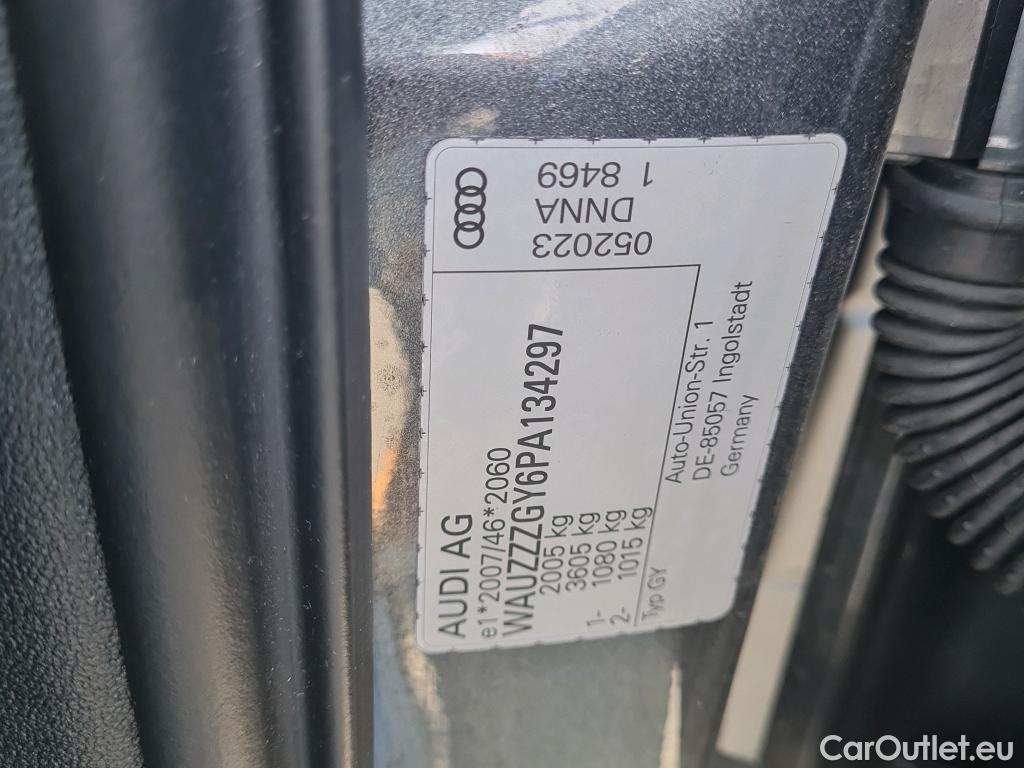 AUDI AG
e1*2007/46*2060
WAUZZZGY6PA134297
2005 kg
3605 kg
1- 1080 kg
2- 1015 kg
Typ GY
Auto-Union-Str. 1
DE-85057 Ingolstadt
Germany
052023
DNNA
1 8469
CarOutlet.eu